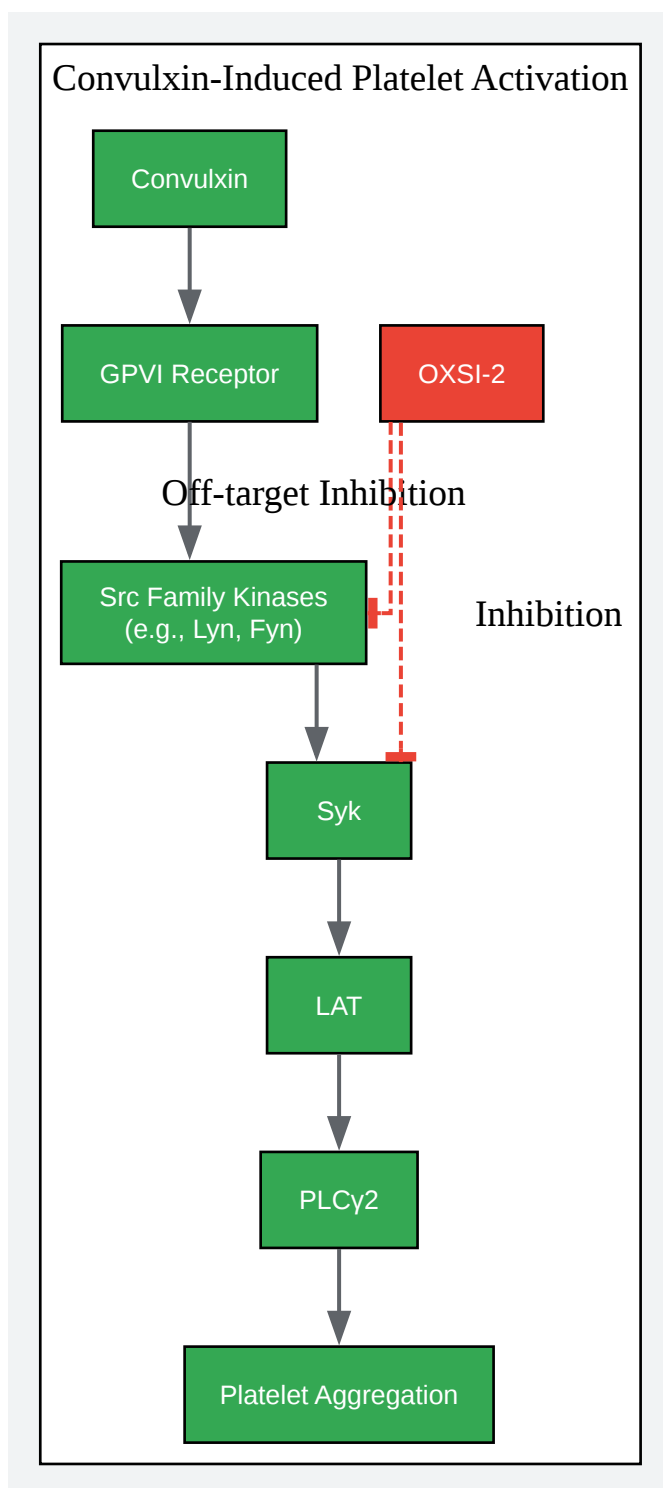 Convulxin-Induced Platelet Activation
Convulxin
GPVI Receptor
OXSI-2
Off-target Inhibition
Src Family Kinases
(e.g., Lyn, Fyn)
Inhibition
Syk
LAT
PLCγ2
Platelet Aggregation